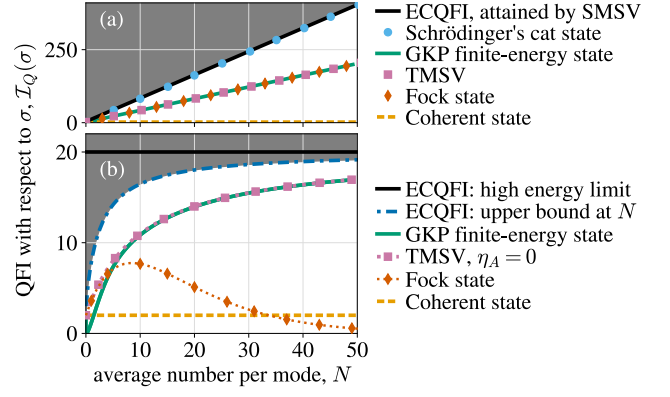 (a)
250
0
ECQFI, attained by SMSV
Schrödinger's cat state
GKP finite-energy state
TMSV
Fock state
Coherent state
(b)
20
10
0
0 10 20 30 40 50
ECQFI: high energy limit
ECQFI: upper bound at N
GKP finite-energy state
TMSV, η_A = 0
Fock state
Coherent state
QFI with respect to σ, I_Q(σ)
average number per mode, N